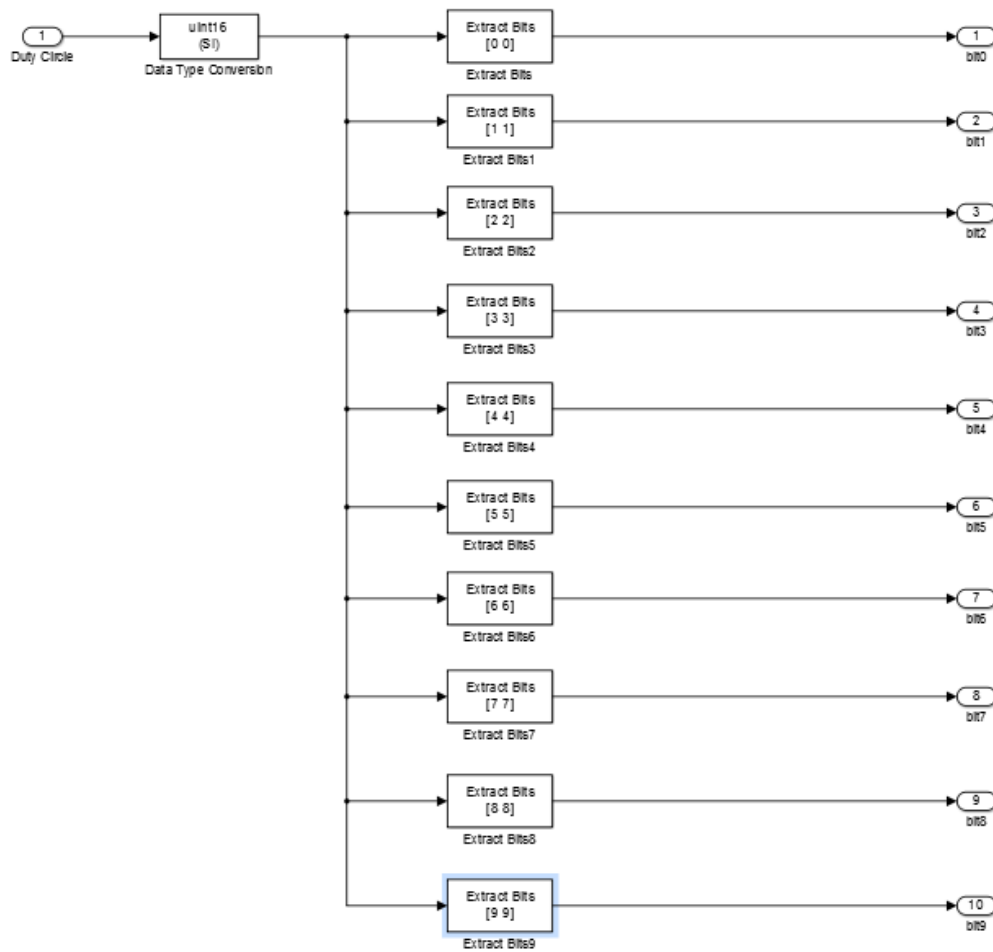 1
Duty Circle
uint16
(SI)
Data Type Conversion
Extract Bits
[0 0]
Extract Bits
1
bit0
Extract Bits
[1 1]
Extract Bits1
2
bit1
Extract Bits
[2 2]
Extract Bits2
3
bit2
Extract Bits
[3 3]
Extract Bits3
4
bit3
Extract Bits
[4 4]
Extract Bits4
5
bit4
Extract Bits
[5 5]
Extract Bits5
6
bit5
Extract Bits
[6 6]
Extract Bits6
7
bit6
Extract Bits
[7 7]
Extract Bits7
8
bit7
Extract Bits
[8 8]
Extract Bits8
9
bit8
Extract Bits
[9 9]
Extract Bits9
10
bit9